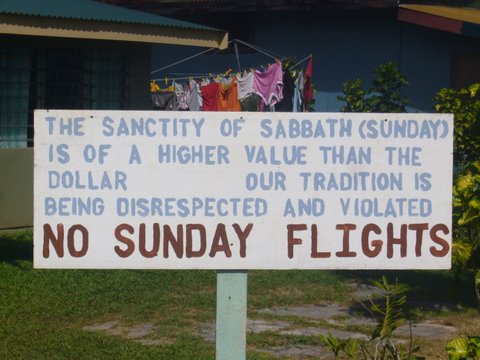 THE SANCTITY OF SABBATH (SUNDAY)
IS OF A HIGHER VALUE THAN THE
DOLLAR OUR TRADITION IS
BEING DISRESPECTED AND VIOLATED
NO SUNDAY FLIGHTS